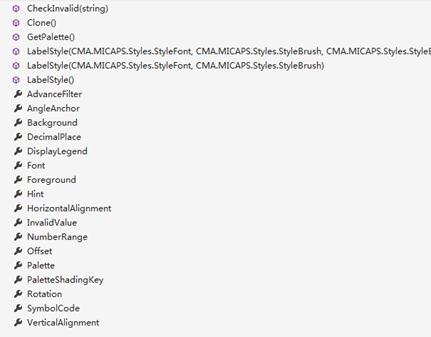 CheckInvalid(string)
Clone()
GetPalette()
LabelStyle(CMA.MICAPS.Styles.StyleFont, CMA.MICAPS.Styles.StyleBrush, CMA.MICAPS.Styles.StyleB
LabelStyle(CMA.MICAPS.Styles.StyleFont, CMA.MICAPS.Styles.StyleBrush)
LabelStyle()
AdvanceFilter
AngleAnchor
Background
DecimalPlace
DisplayLegend
Font
Foreground
Hint
HorizontalAlignment
InvalidValue
NumberRange
Offset
Palette
PaletteShadingKey
Rotation
SymbolCode
VerticalAlignment